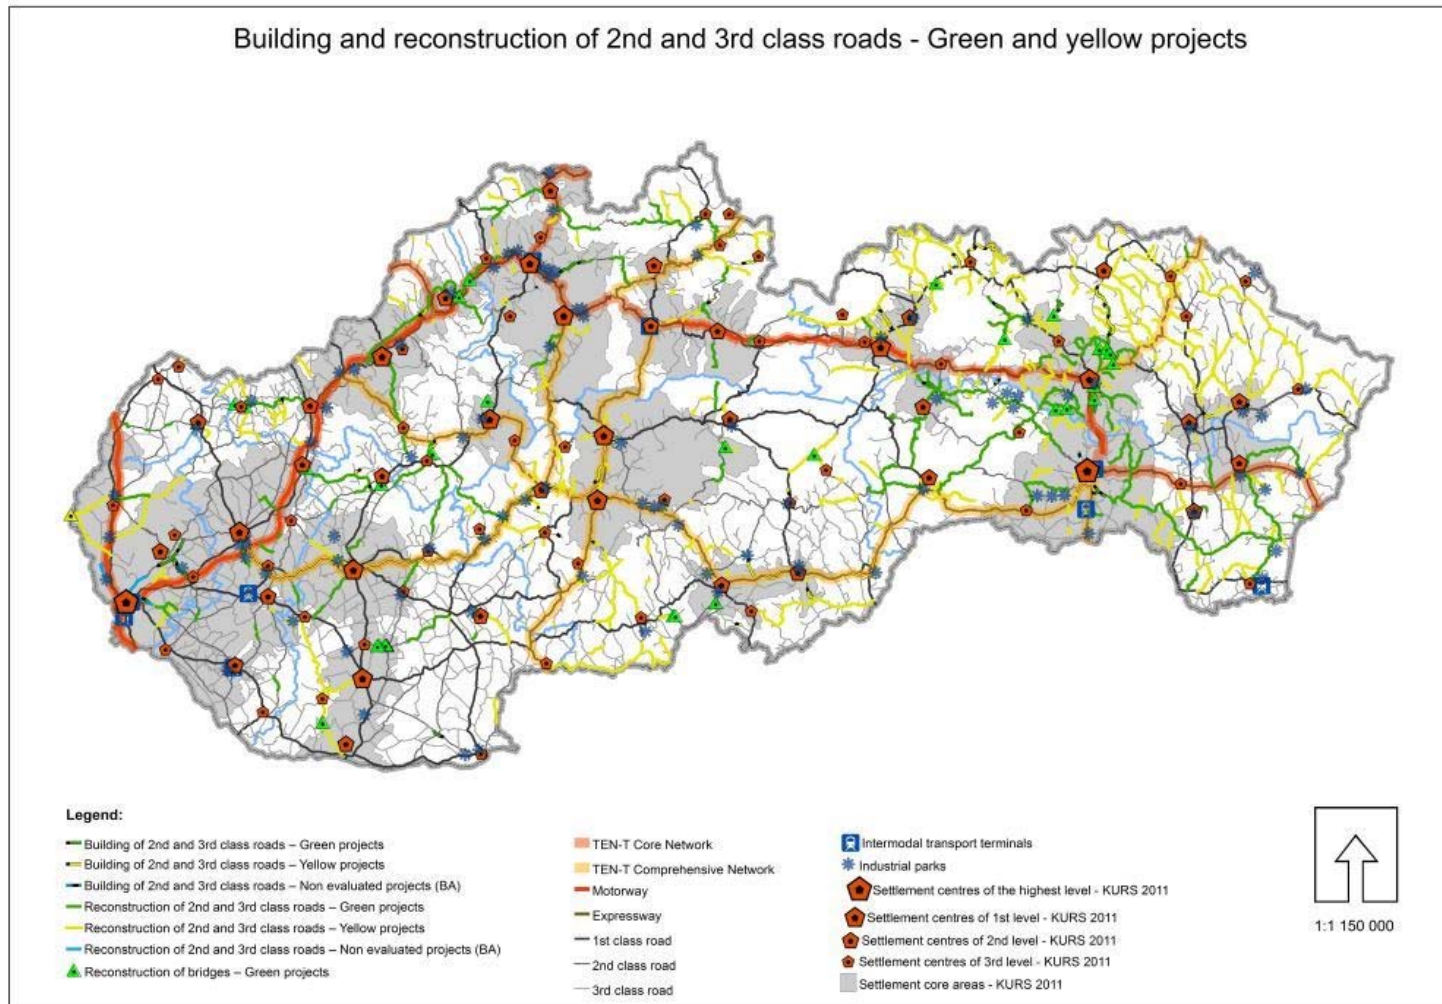 Building and reconstruction of 2nd and 3rd class roads - Green and yellow projects
Legend:
Building of 2nd and 3rd class roads – Green projects
Building of 2nd and 3rd class roads – Yellow projects
Building of 2nd and 3rd class roads – Non evaluated projects (BA)
Reconstruction of 2nd and 3rd class roads – Green projects
Reconstruction of 2nd and 3rd class roads – Yellow projects
Reconstruction of 2nd and 3rd class roads – Non evaluated projects (BA)
Reconstruction of bridges – Green projects
TEN-T Core Network
TEN-T Comprehensive Network
Motorway
Expressway
1st class road
2nd class road
3rd class road
Intermodal transport terminals
Industrial parks
Settlement centres of the highest level - KURS 2011
Settlement centres of 1st level - KURS 2011
Settlement centres of 2nd level - KURS 2011
Settlement centres of 3rd level - KURS 2011
Settlement core areas - KURS 2011
1:1 150 000